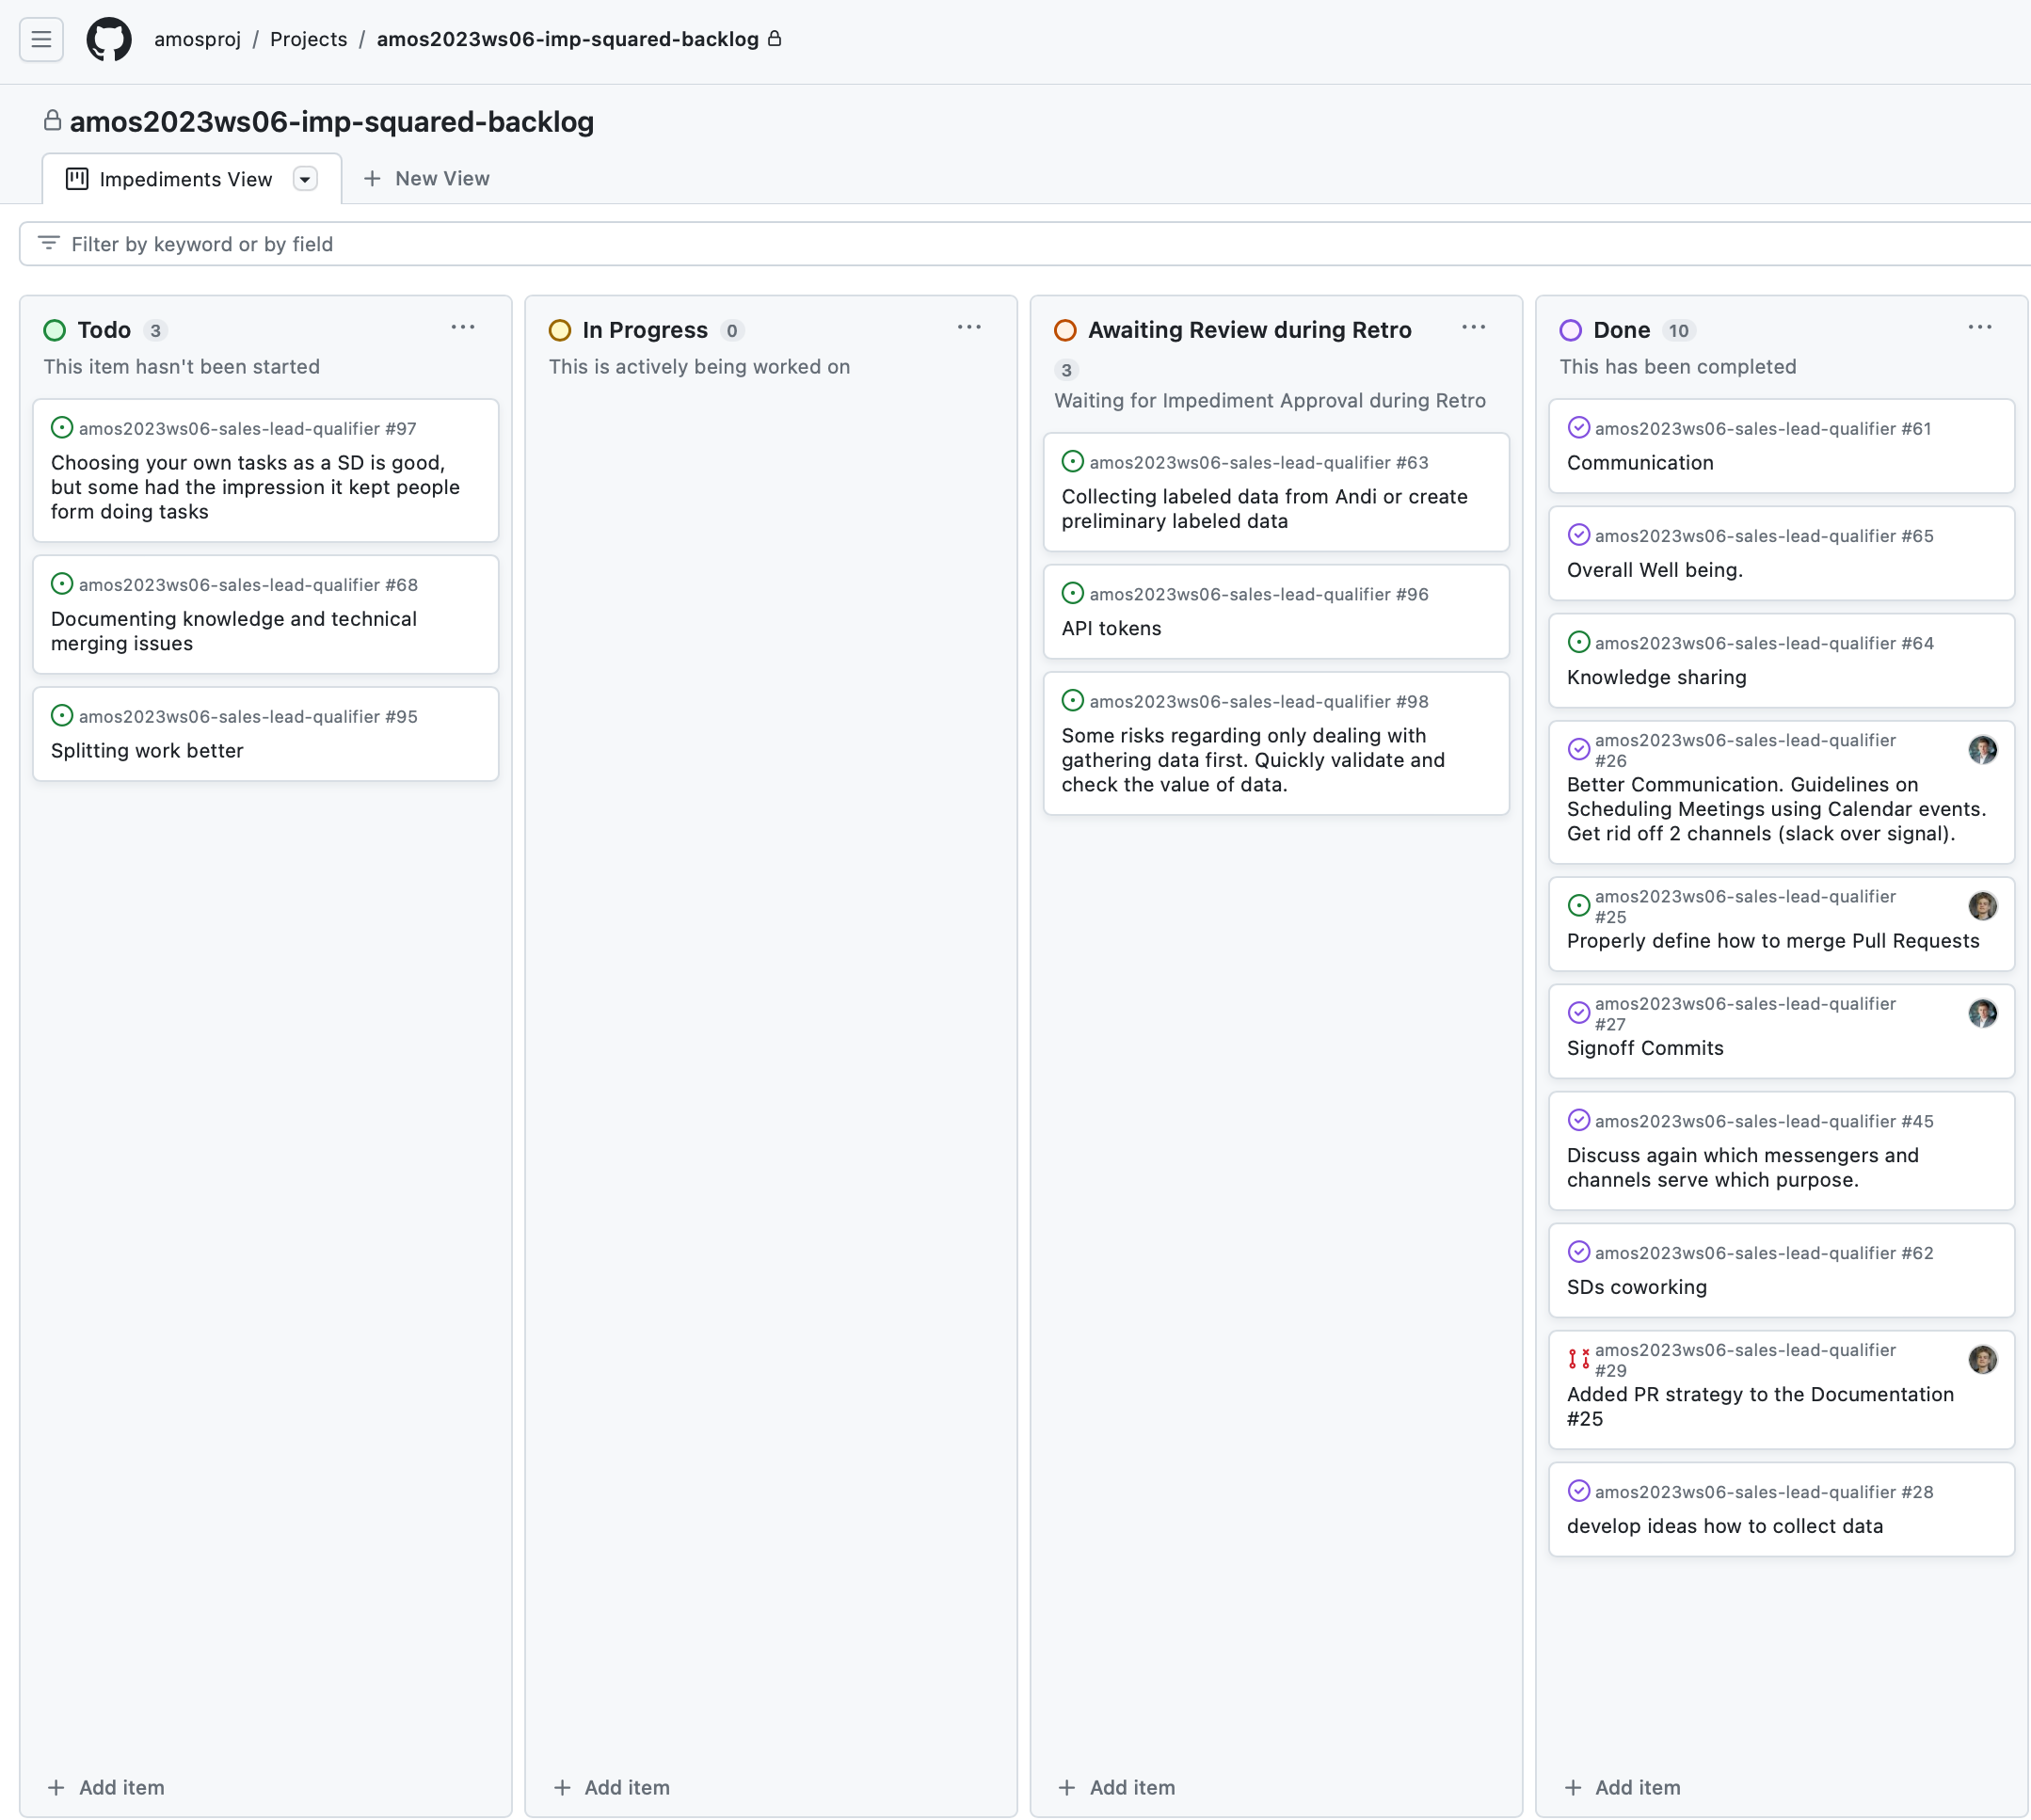 amosproj / Projects / amos2023ws06-imp-squared-backlog
amos2023ws06-imp-squared-backlog
Impediments View
New View
Filter by keyword or by field
Todo 3
This item hasn't been started
amos2023ws06-sales-lead-qualifier #97
Choosing your own tasks as a SD is good,
but some had the impression it kept people
form doing tasks
amos2023ws06-sales-lead-qualifier #68
Documenting knowledge and technical
merging issues
amos2023ws06-sales-lead-qualifier #95
Splitting work better
Add item
In Progress 0
This is actively being worked on
Add item
Awaiting Review during Retro
3
Waiting for Impediment Approval during Retro
amos2023ws06-sales-lead-qualifier #63
Collecting labeled data from Andi or create
preliminary labeled data
amos2023ws06-sales-lead-qualifier #96
API tokens
amos2023ws06-sales-lead-qualifier #98
Some risks regarding only dealing with
gathering data first. Quickly validate and
check the value of data.
Add item
Done 10
This has been completed
amos2023ws06-sales-lead-qualifier #61
Communication
amos2023ws06-sales-lead-qualifier #65
Overall Well being.
amos2023ws06-sales-lead-qualifier #64
Knowledge sharing
amos2023ws06-sales-lead-qualifier
#26
Better Communication. Guidelines on
Scheduling Meetings using Calendar events.
Get rid off 2 channels (slack over signal).
amos2023ws06-sales-lead-qualifier
#25
Properly define how to merge Pull Requests
amos2023ws06-sales-lead-qualifier
#27
Signoff Commits
amos2023ws06-sales-lead-qualifier #45
Discuss again which messengers and
channels serve which purpose.
amos2023ws06-sales-lead-qualifier #62
SDs coworking
amos2023ws06-sales-lead-qualifier
#29
Added PR strategy to the Documentation
#25
amos2023ws06-sales-lead-qualifier #28
develop ideas how to collect data
Add item